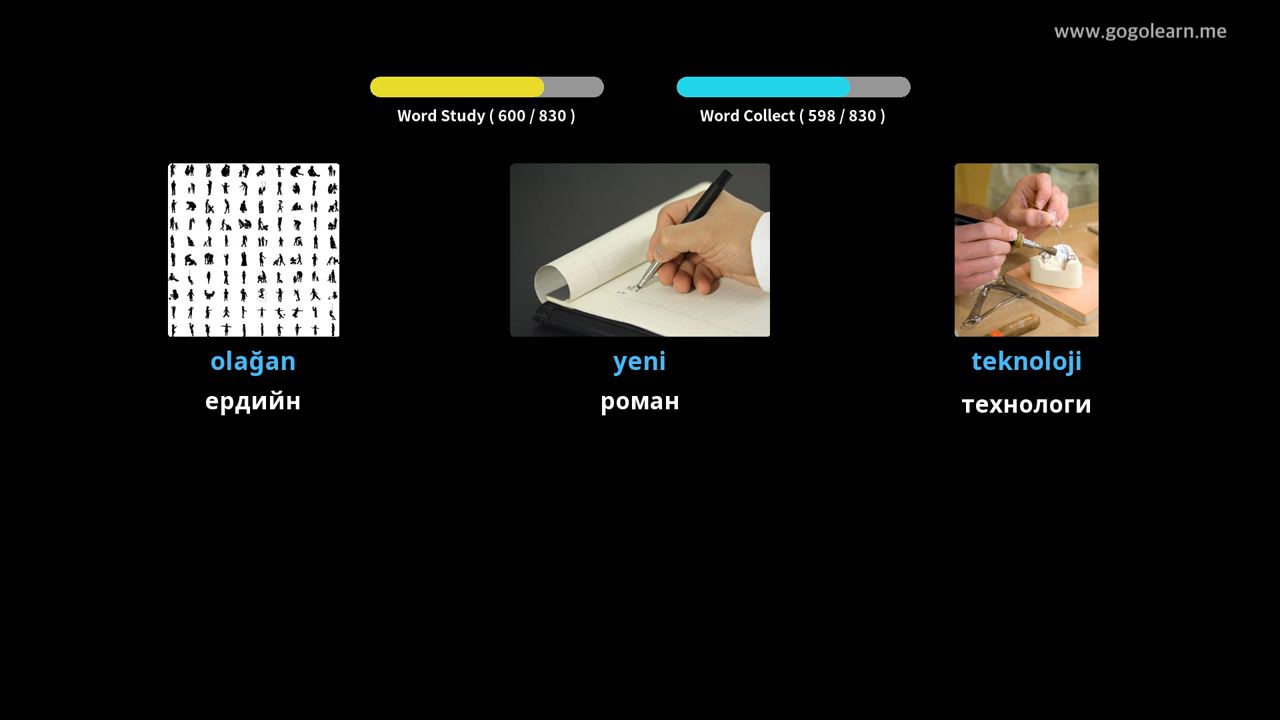 www.gogolearn.me
Word Study ( 600 / 830 )
Word Collect ( 598 / 830 )
olağan
yeni
teknoloji
ердийн
роман
технологи